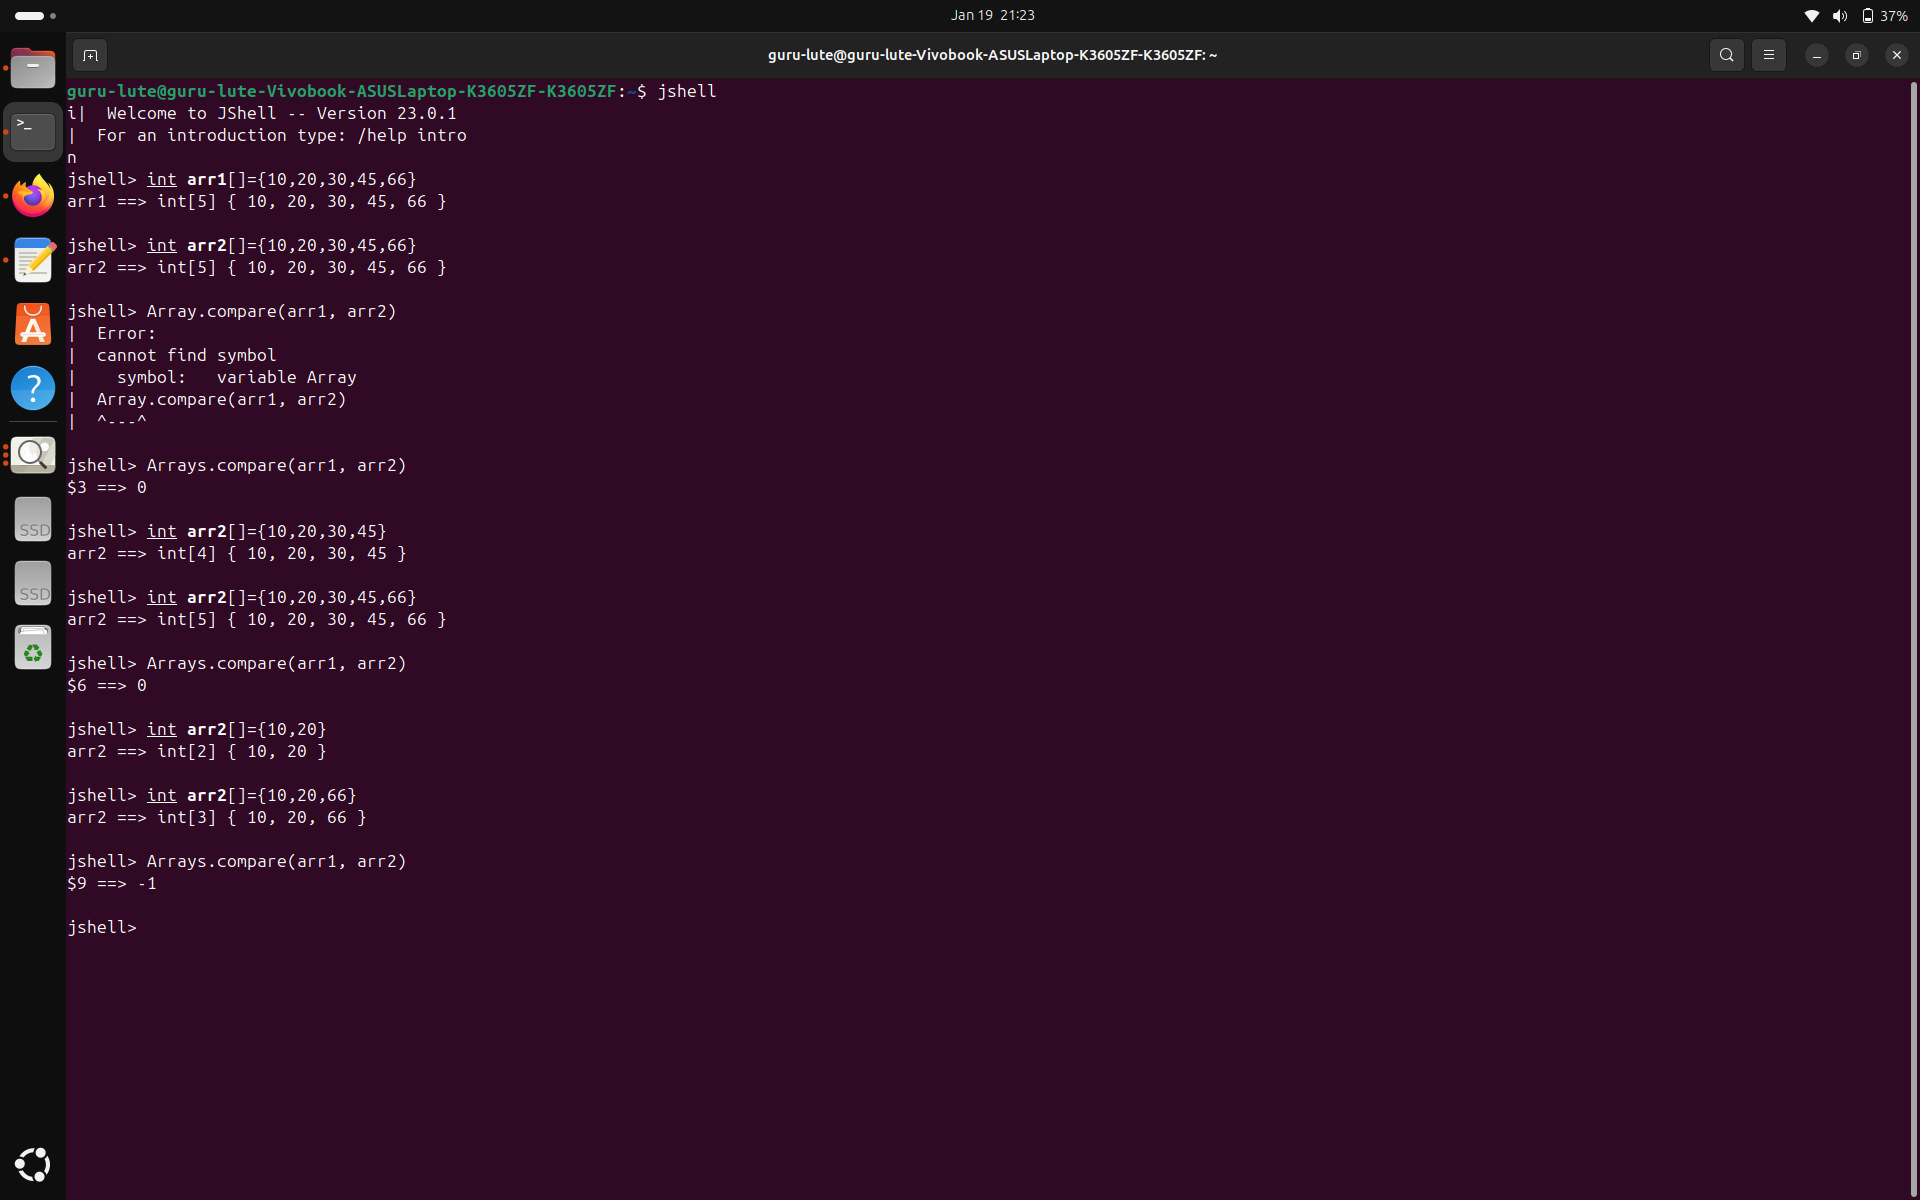 Jan 19 21:23
37%
guru-lute@guru-lute-Vivobook-ASUSLaptop-K3605ZF-K3605ZF: ~
guru-lute@guru-lute-Vivobook-ASUSLaptop-K3605ZF-K3605ZF:~$ jshell
i|  Welcome to JShell -- Version 23.0.1
|  For an introduction type: /help intro
n
jshell> int arr1[]={10,20,30,45,66}
arr1 ==> int[5] { 10, 20, 30, 45, 66 }
jshell> int arr2[]={10,20,30,45,66}
arr2 ==> int[5] { 10, 20, 30, 45, 66 }
jshell> Array.compare(arr1, arr2)
|  Error:
|  cannot find symbol
|    symbol:   variable Array
|  Array.compare(arr1, arr2)
|  ^---^
jshell> Arrays.compare(arr1, arr2)
$3 ==> 0
jshell> int arr2[]={10,20,30,45}
arr2 ==> int[4] { 10, 20, 30, 45 }
jshell> int arr2[]={10,20,30,45,66}
arr2 ==> int[5] { 10, 20, 30, 45, 66 }
jshell> Arrays.compare(arr1, arr2)
$6 ==> 0
jshell> int arr2[]={10,20}
arr2 ==> int[2] { 10, 20 }
jshell> int arr2[]={10,20,66}
arr2 ==> int[3] { 10, 20, 66 }
jshell> Arrays.compare(arr1, arr2)
$9 ==> -1
jshell>
>_
A
?
SSD
SSD